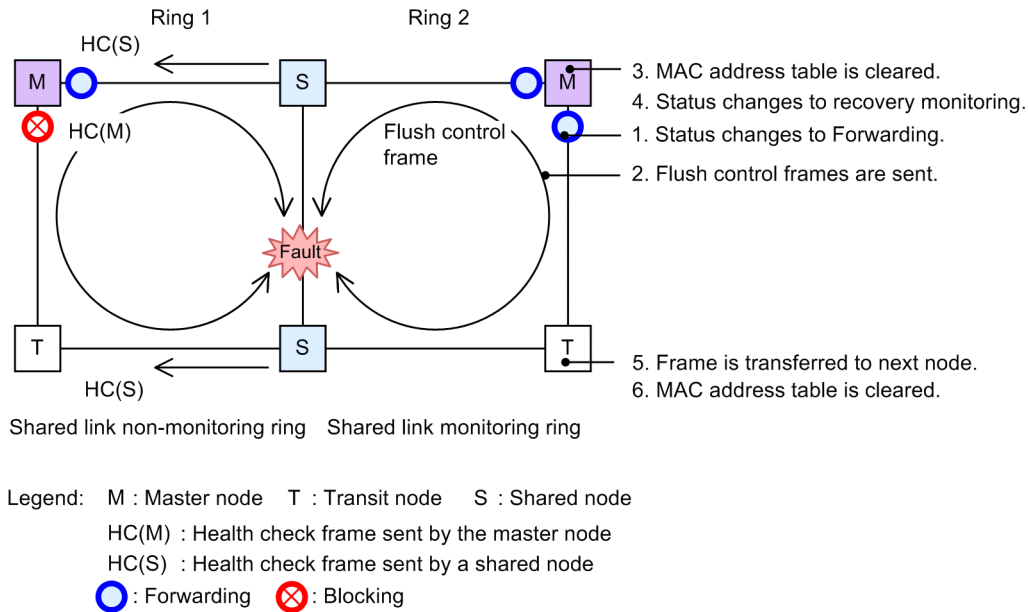 Ring 1
Ring 2
HC(S)
M
S
M
3. MAC address table is cleared.
4. Status changes to recovery monitoring.
HC(M)
Flush control
frame
1. Status changes to Forwarding.
2. Flush control frames are sent.
Fault
T
S
T
5. Frame is transferred to next node.
6. MAC address table is cleared.
HC(S)
Shared link non-monitoring ring
Shared link monitoring ring
Legend: M : Master node T : Transit node S : Shared node
HC(M) : Health check frame sent by the master node
HC(S) : Health check frame sent by a shared node
: Forwarding : Blocking